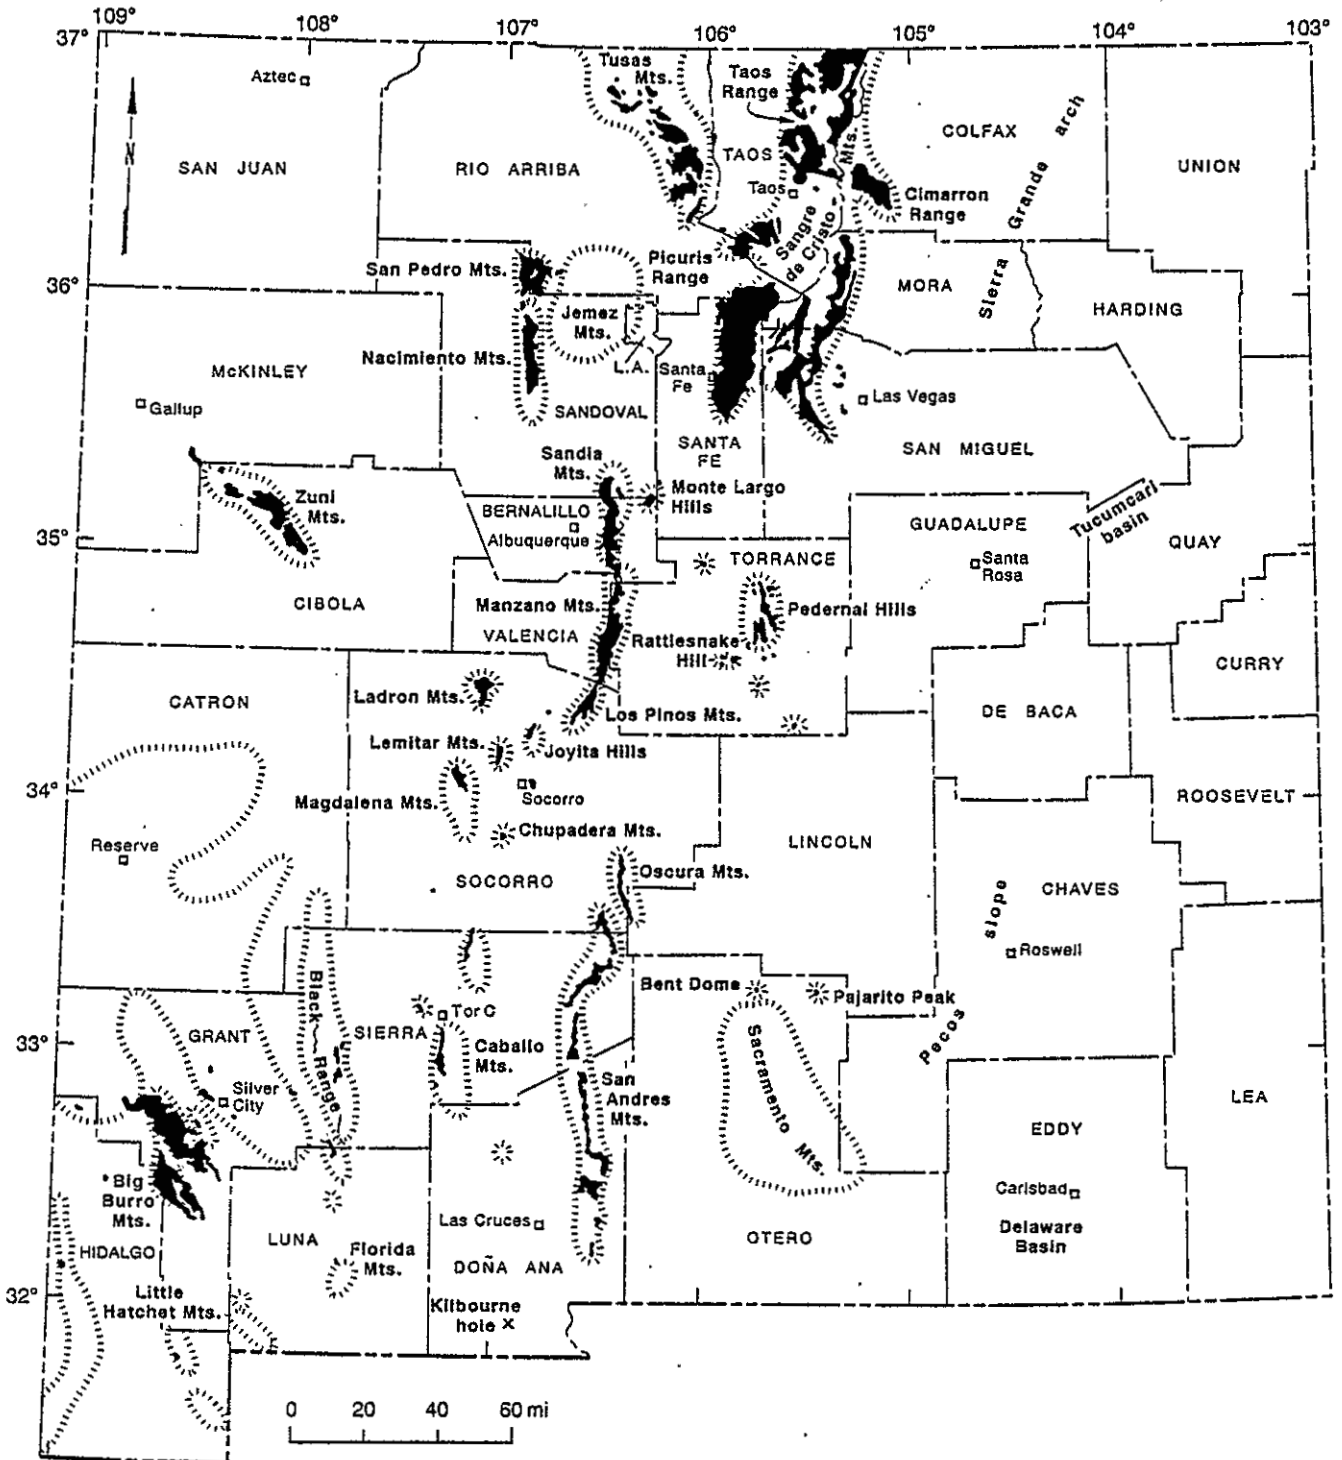 109°
108°
107°
106°
105°
104°
103°
37°
Aztec
Tusas
Mts.
Taos
Range
COLFAX
Sierra Grande arch
UNION
SAN JUAN
RIO ARRIBA
TAOS
Taos
Mts.
Cimarron
Range
Sangre
de Cristo
Picuris
Range
San Pedro Mts.
36°
MORA
HARDING
Jemez
Mts.
Nacimiento Mts.
L.A.
Santa
Fe
McKINLEY
Gallup
SANDOVAL
Las Vegas
SANTA
FE
SAN MIGUEL
Sandia
Mts.
Monte Largo
Hills
Zuni
Mts.
BERNALILLO
Albuquerque
GUADALUPE
Tucumcari
basin
35°
QUAY
TORRANCE
Santa
Rosa
CIBOLA
Manzano Mts.
VALENCIA
Pedernal Hills
Rattlesnake
Hill
CURRY
CATRON
Ladron Mts.
Los Pinos Mts.
DE BACA
Lemitar Mts.
Joyita Hills
34°
Magdalena Mts.
Socorro
ROOSEVELT
Chupadera Mts.
LINCOLN
Reserve
SOCORRO
Oscura Mts.
CHAVES
Pecos slope
Roswell
Black Range
Bent Dome
Pajarito Peak
33°
GRANT
SIERRA
T or C
Caballo
Mts.
Sacramento Mts.
Silver
City
San
Andres
Mts.
LEA
EDDY
Big
Burro
Mts.
Carlsbad
Las Cruces
Delaware
Basin
HIDALGO
LUNA
Florida
Mts.
DOÑA ANA
OTERO
32°
Little
Hatchet Mts.
Kilbourne
hole X
0 20 40 60 mi
N